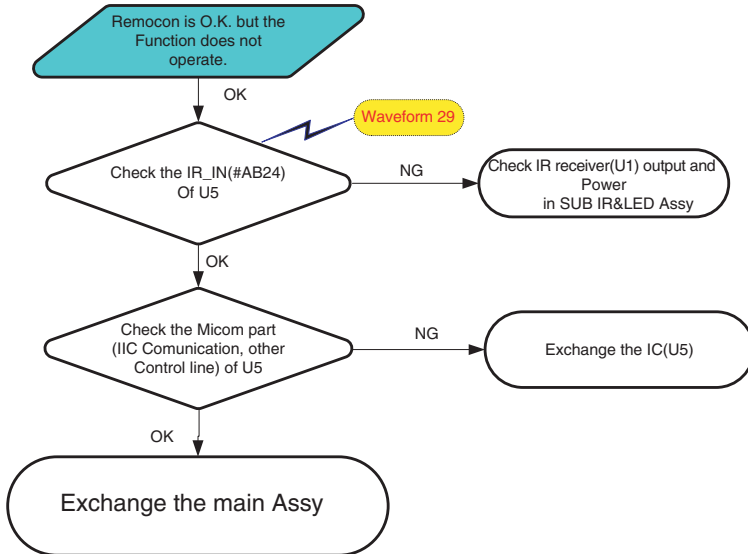 Remocon is O.K. but the
Function does not
operate.
OK
Waveform 29
Check the IR_IN(#AB24)
Of U5
NG
Check IR receiver(U1) output and
Power
in SUB IR&LED Assy
OK
Check the Micom part
(IIC Comunication, other
Control line) of U5
NG
Exchange the IC(U5)
OK
Exchange the main Assy